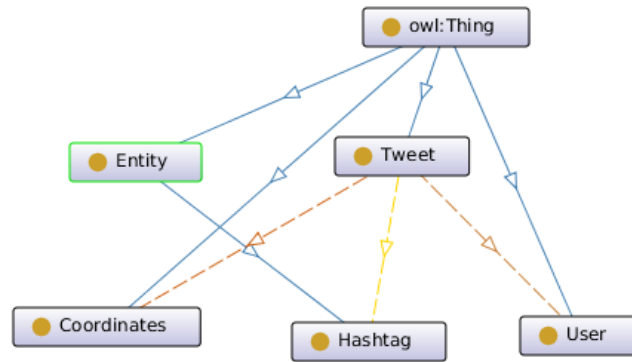 owl:Thing
Entity
Tweet
Coordinates
Hashtag
User